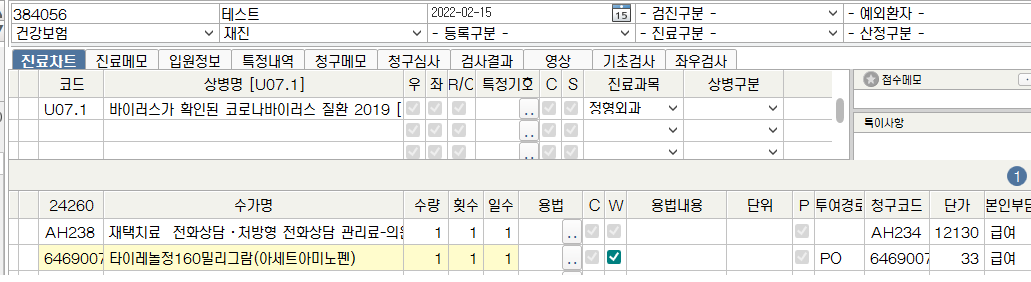 384056 테스트 2022-02-15 15 - 검진구분 - - 예외환자 -
건강보험 재진 - 등록구분 - - 진료구분 - - 산정구분 -
진료차트 진료메모 입원정보 특정내역 청구메모 청구심사 검사결과 영상 기초검사 좌우검사
코드 상병명 [U07.1] 우 좌 R/O 특정기호 C S 진료과목 상병구분 접수메모
U07.1 바이러스가 확인된 코로나바이러스 질환 2019 [ .. 정형외과
.. 특이사항
..
1
24260 수가명 수량 횟수 일수 용법 C W 용법내용 단위 P 투여경로 청구코드 단가 본인부담
AH238 재택치료 전화상담·처방형 전화상담 관리료-의원 1 1 1 .. AH234 12130 급여
6469007 타이레놀정160밀리그람(아세트아미노펜) 1 1 1 .. PO 6469007 33 급여